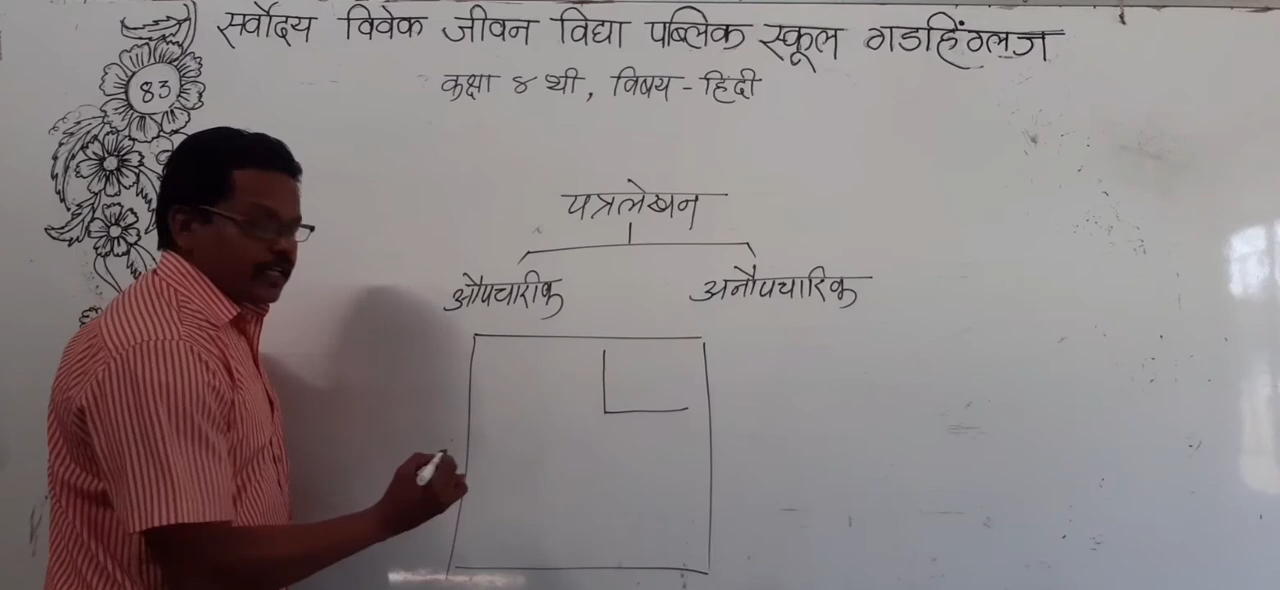 सर्वोदय विवेक जीवन विद्या पब्लिक स्कूल गडहिंग्लज
83
कक्षा ४ थी, विषय - हिंदी
पत्रलेखन
औपचारीक अनौपचारिक